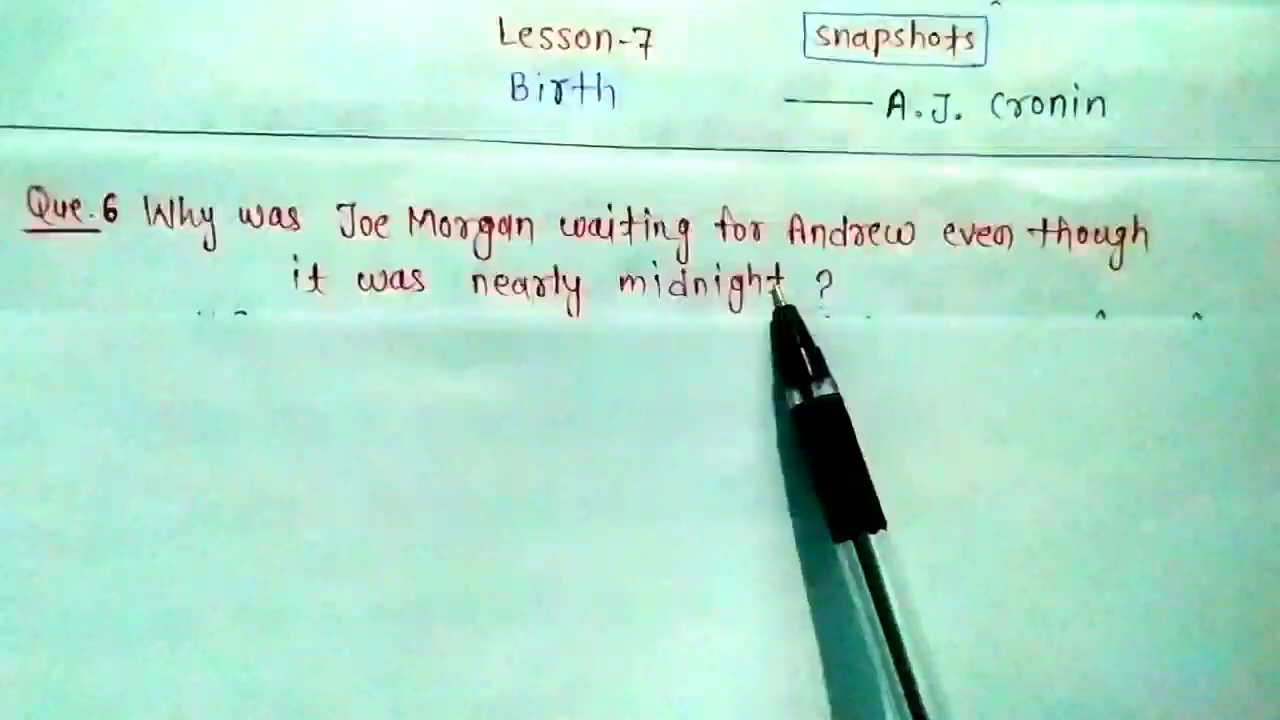 Lesson-7 snapshots
Birth —— A.J. Cronin
Que.6 Why was Joe Morgan waiting for Andrew even though
it was nearly midnight ?